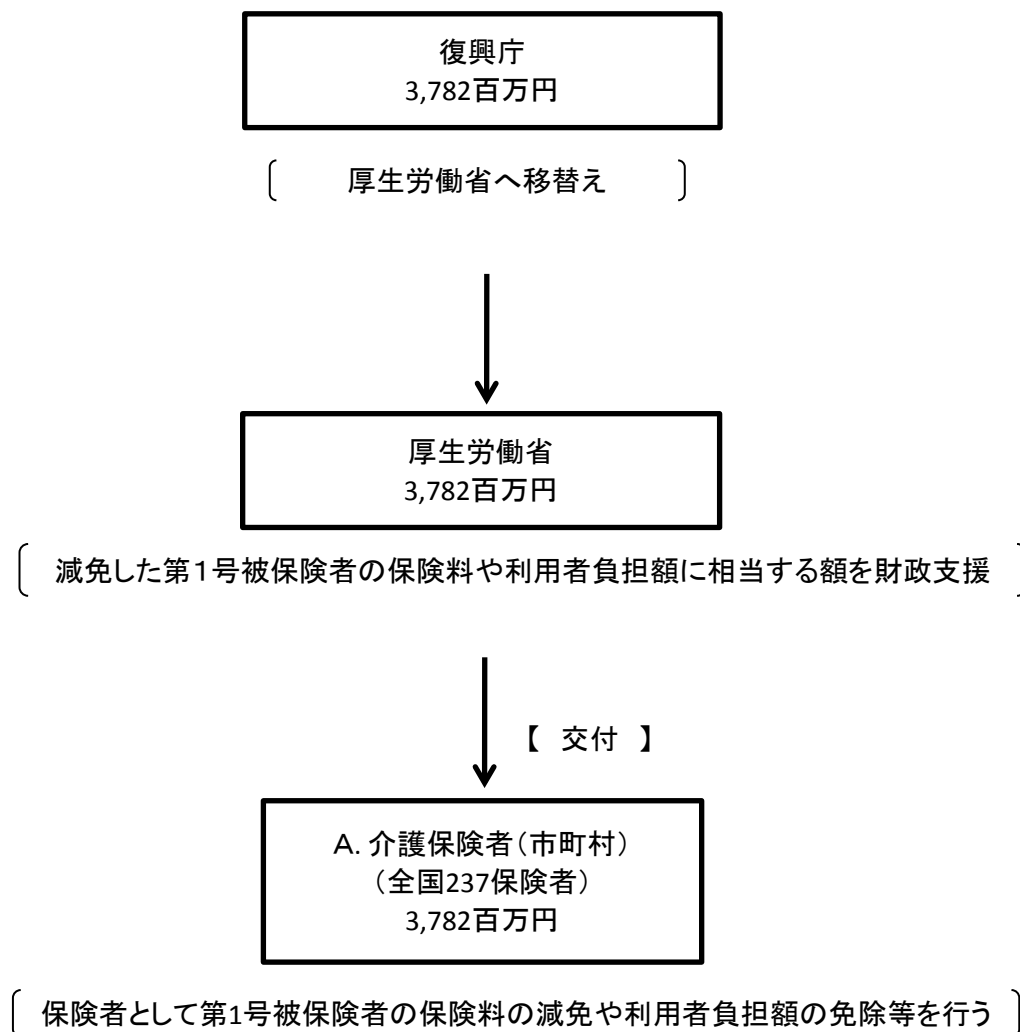 復興庁
3,782百万円
〔 厚生労働省へ移替え 〕
厚生労働省
3,782百万円
〔 減免した第1号被保険者の保険料や利用者負担額に相当する額を財政支援 〕
【 交付 】
A. 介護保険者(市町村)
(全国237保険者)
3,782百万円
〔 保険者として第1号被保険者の保険料の減免や利用者負担額の免除等を行う 〕